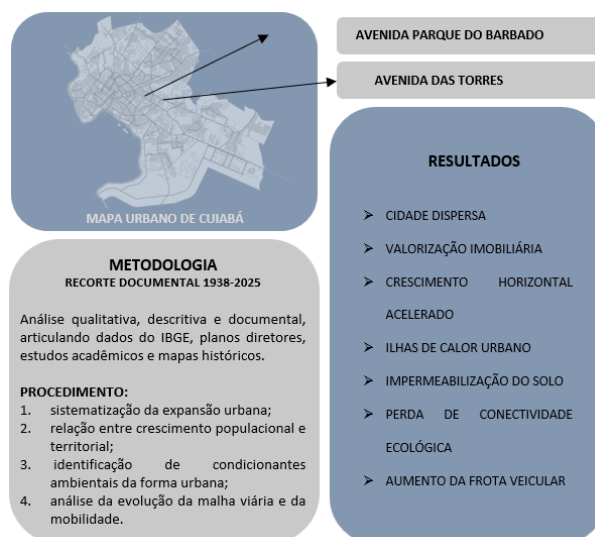 AVENIDA PARQUE DO BARBADO
AVENIDA DAS TORRES
MAPA URBANO DE CUIABÁ
METODOLOGIA
RECORTE DOCUMENTAL 1938-2025
Análise qualitativa, descritiva e documental,
articulando dados do IBGE, planos diretores,
estudos acadêmicos e mapas históricos.
PROCEDIMENTO:
1. sistematização da expansão urbana;
2. relação entre crescimento populacional e
territorial;
3. identificação de condicionantes
ambientais da forma urbana;
4. análise da evolução da malha viária e da
mobilidade.
RESULTADOS
➤ CIDADE DISPERSA
➤ VALORIZAÇÃO IMOBILIÁRIA
➤ CRESCIMENTO HORIZONTAL
ACELERADO
➤ ILHAS DE CALOR URBANO
➤ IMPERMEABILIZAÇÃO DO SOLO
➤ PERDA DE CONECTIVIDADE
ECOLÓGICA
➤ AUMENTO DA FROTA VEICULAR